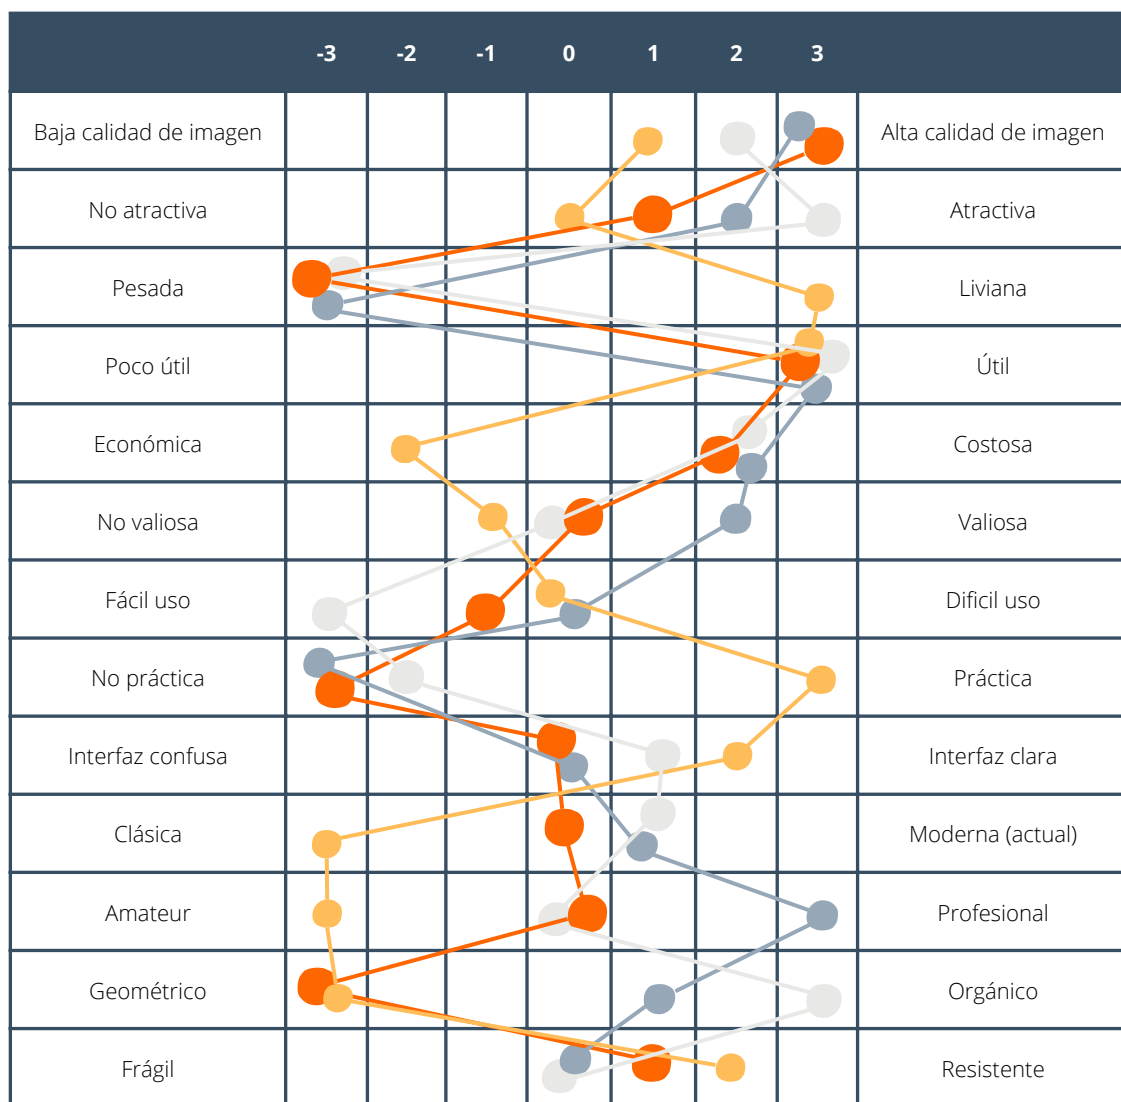 -3 -2 -1 0 1 2 3
Baja calidad de imagen Alta calidad de imagen
No atractiva Atractiva
Pesada Liviana
Poco útil Útil
Económica Costosa
No valiosa Valiosa
Fácil uso Dificil uso
No práctica Práctica
Interfaz confusa Interfaz clara
Clásica Moderna (actual)
Amateur Profesional
Geométrico Orgánico
Frágil Resistente